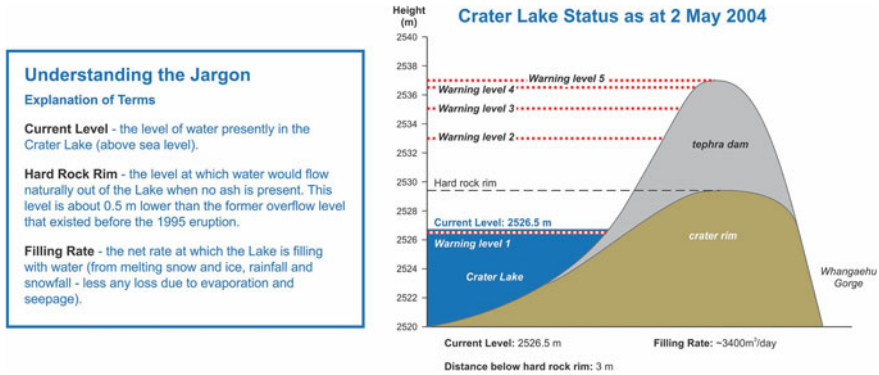 Understanding the Jargon
Explanation of Terms
Current Level - the level of water presently in the
Crater Lake (above sea level).
Hard Rock Rim - the level at which water would flow
naturally out of the Lake when no ash is present. This
level is about 0.5 m lower than the former overflow level
that existed before the 1995 eruption.
Filling Rate - the net rate at which the Lake is filling
with water (from melting snow and ice, rainfall and
snowfall - less any loss due to evaporation and
seepage).
Crater Lake Status as at 2 May 2004
Height
(m)
2540
2538
Warning level 5
Warning level 4
2536
Warning level 3
2534
Warning level 2
tephra dam
2532
2530
Hard rock rim
2528
Current Level: 2526.5 m
crater rim
2526
Warning level 1
2524
Crater Lake
Whangaehu
Gorge
2522
2520
Current Level: 2526.5 m
Filling Rate: ~3400m³/day
Distance below hard rock rim: 3 m